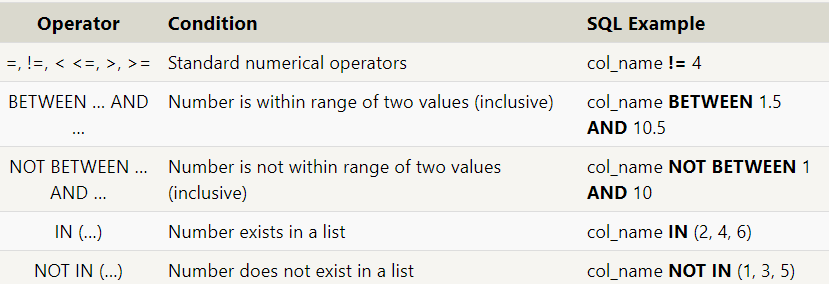 Operator Condition SQL Example
=, !=, < <=, >, >= Standard numerical operators col_name != 4
BETWEEN … AND Number is within range of two values (inclusive) col_name BETWEEN 1.5
… AND 10.5
NOT BETWEEN … Number is not within range of two values col_name NOT BETWEEN 1
AND … (inclusive) AND 10
IN (…) Number exists in a list col_name IN (2, 4, 6)
NOT IN (…) Number does not exist in a list col_name NOT IN (1, 3, 5)